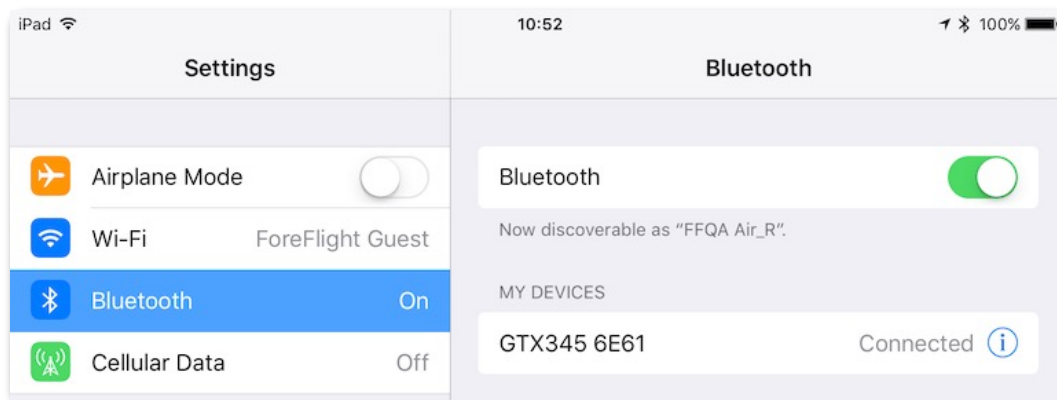 iPad 10:52 100%
Settings
Bluetooth
Airplane Mode
Wi-Fi ForeFlight Guest
Bluetooth On
Cellular Data Off
Bluetooth
Now discoverable as “FFQA Air_R”.
MY DEVICES
GTX345 6E61 Connected